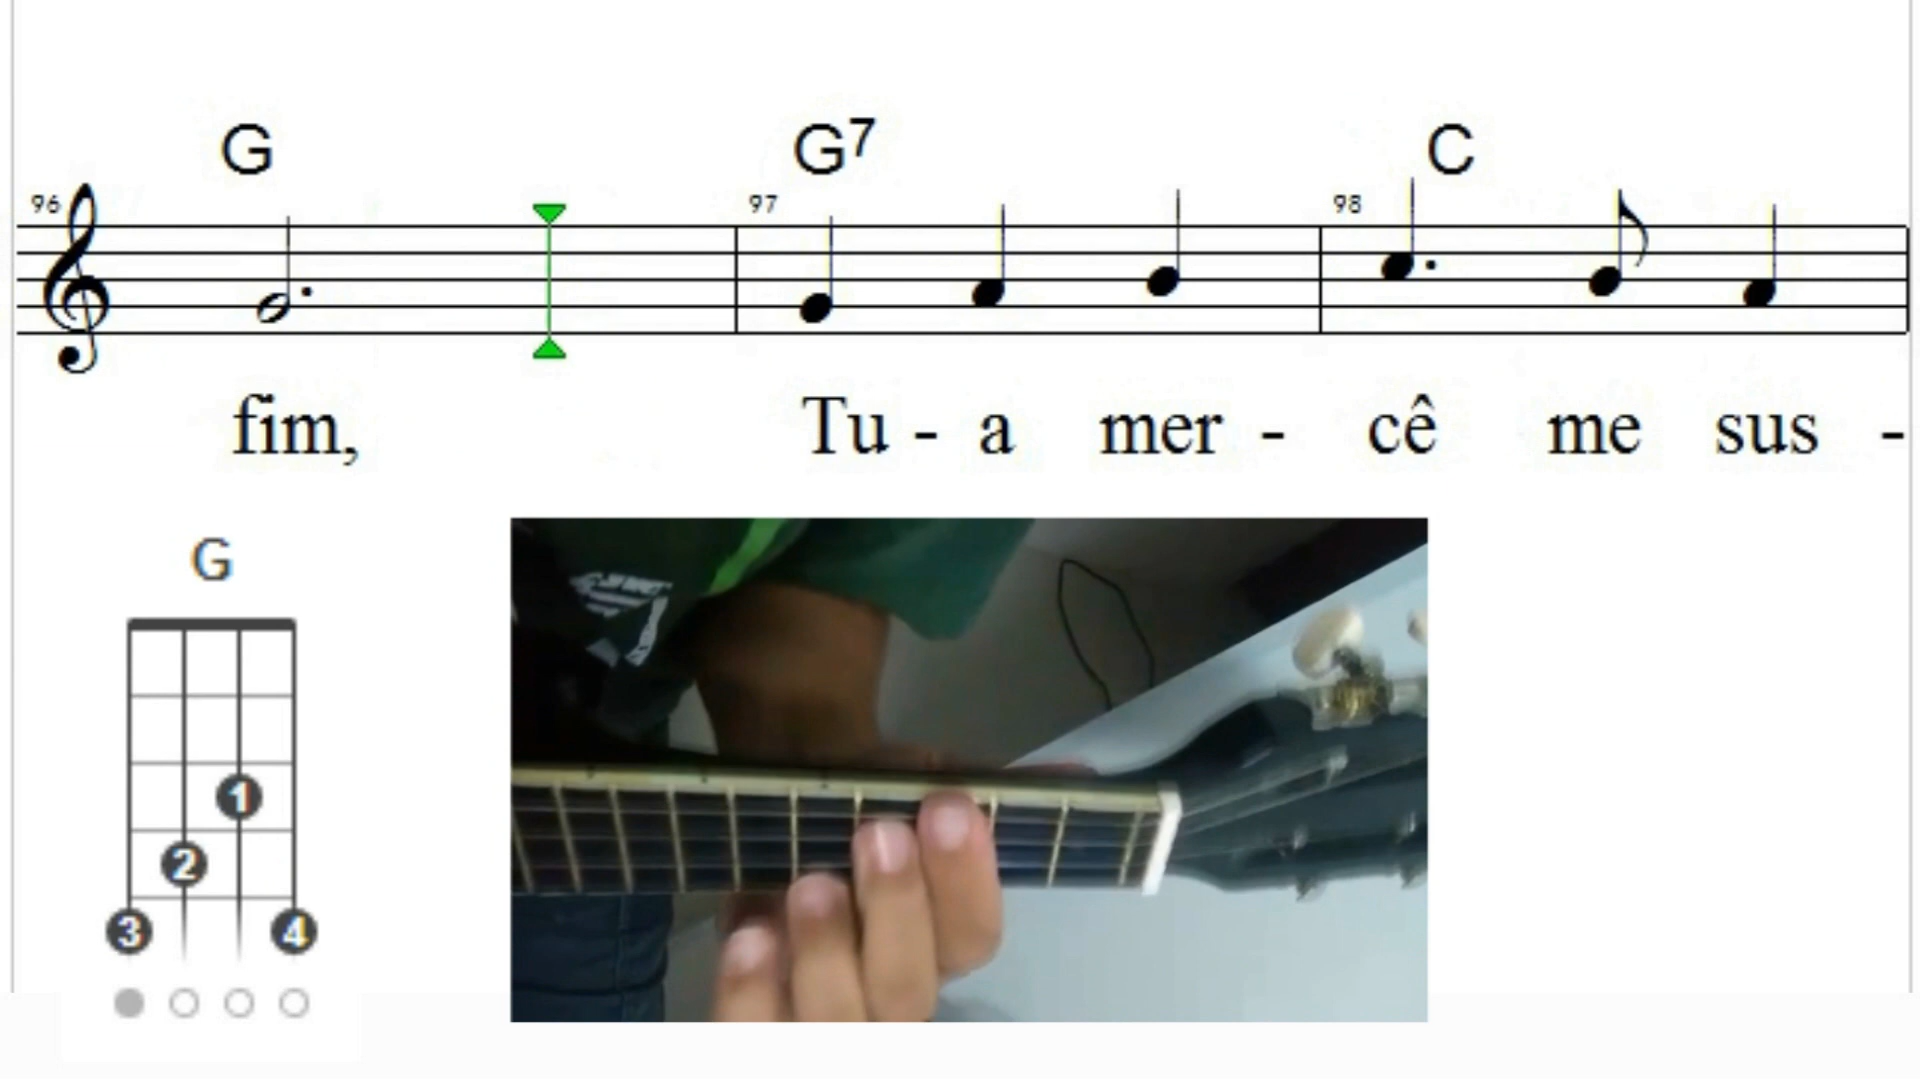 G G7 C
96 97 98
fim, Tu - a mer - cê me sus -
G
1
2
3 4